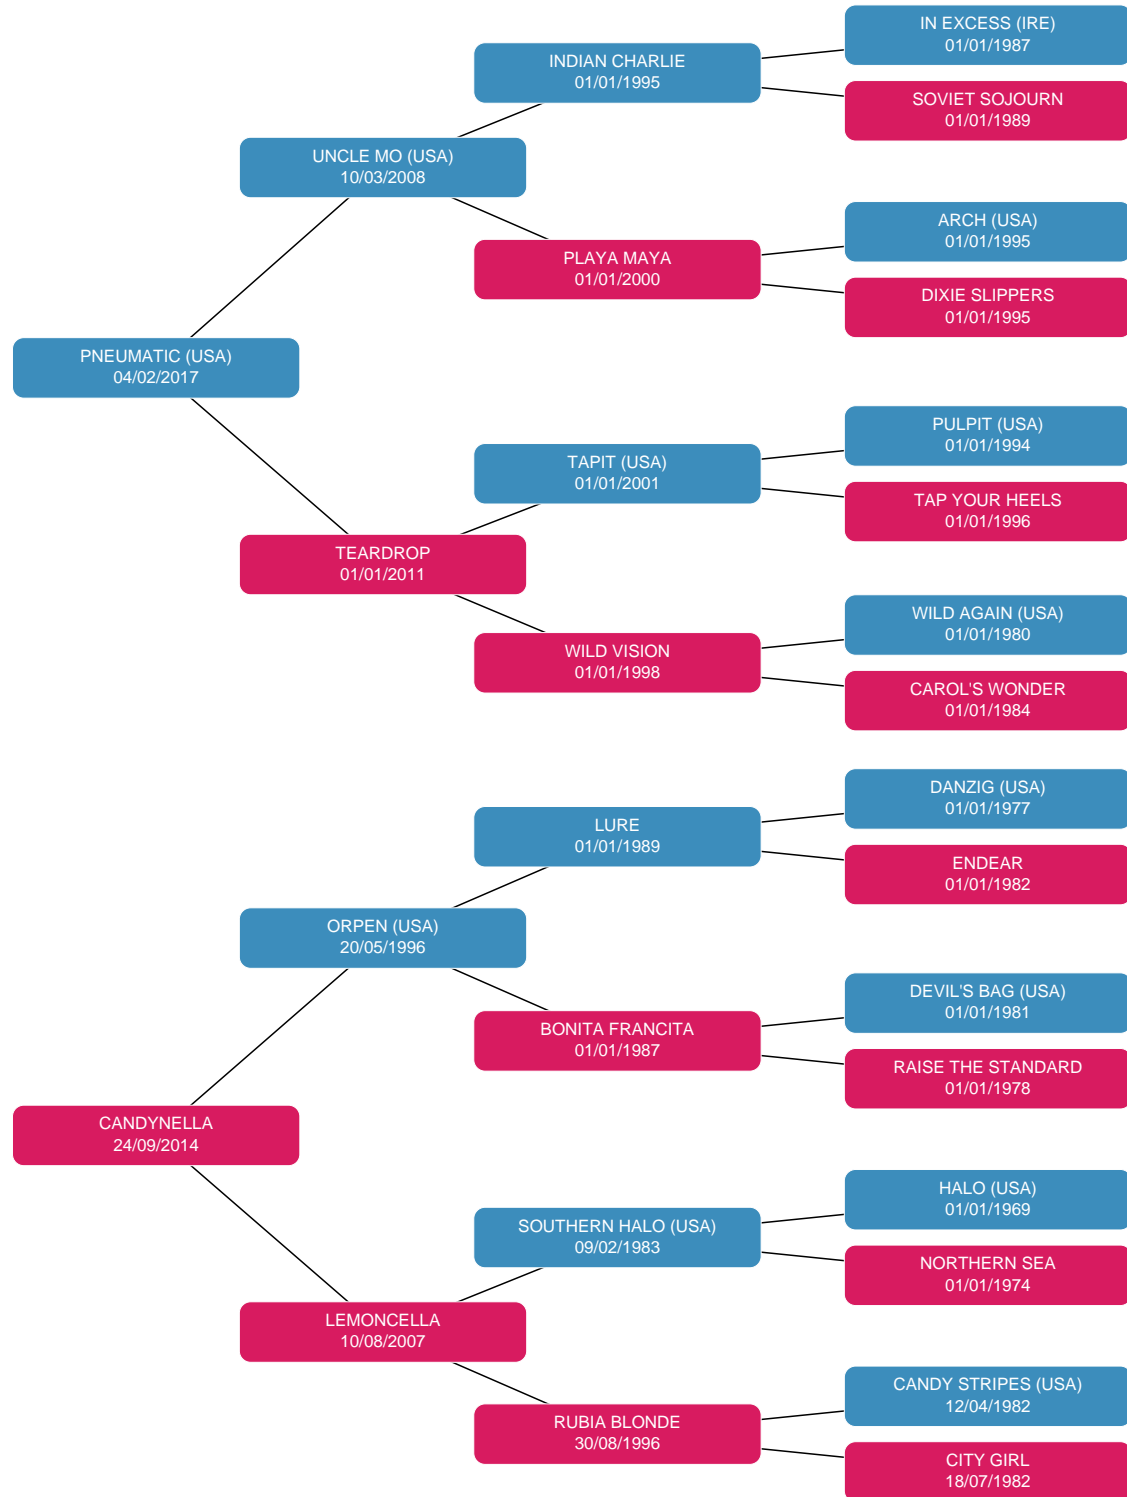 IN EXCESS (IRE)
01/01/1987
INDIAN CHARLIE
01/01/1995
SOVIET SOJOURN
01/01/1989
UNCLE MO (USA)
10/03/2008
ARCH (USA)
01/01/1995
PLAYA MAYA
01/01/2000
DIXIE SLIPPERS
01/01/1995
PNEUMATIC (USA)
04/02/2017
PULPIT (USA)
01/01/1994
TAPIT (USA)
01/01/2001
TAP YOUR HEELS
01/01/1996
TEARDROP
01/01/2011
WILD AGAIN (USA)
01/01/1980
WILD VISION
01/01/1998
CAROL'S WONDER
01/01/1984
DANZIG (USA)
01/01/1977
LURE
01/01/1989
ENDEAR
01/01/1982
ORPEN (USA)
20/05/1996
DEVIL'S BAG (USA)
01/01/1981
BONITA FRANCITA
01/01/1987
RAISE THE STANDARD
01/01/1978
CANDYNELLA
24/09/2014
HALO (USA)
01/01/1969
SOUTHERN HALO (USA)
09/02/1983
NORTHERN SEA
01/01/1974
LEMONCELLA
10/08/2007
CANDY STRIPES (USA)
12/04/1982
RUBIA BLONDE
30/08/1996
CITY GIRL
18/07/1982